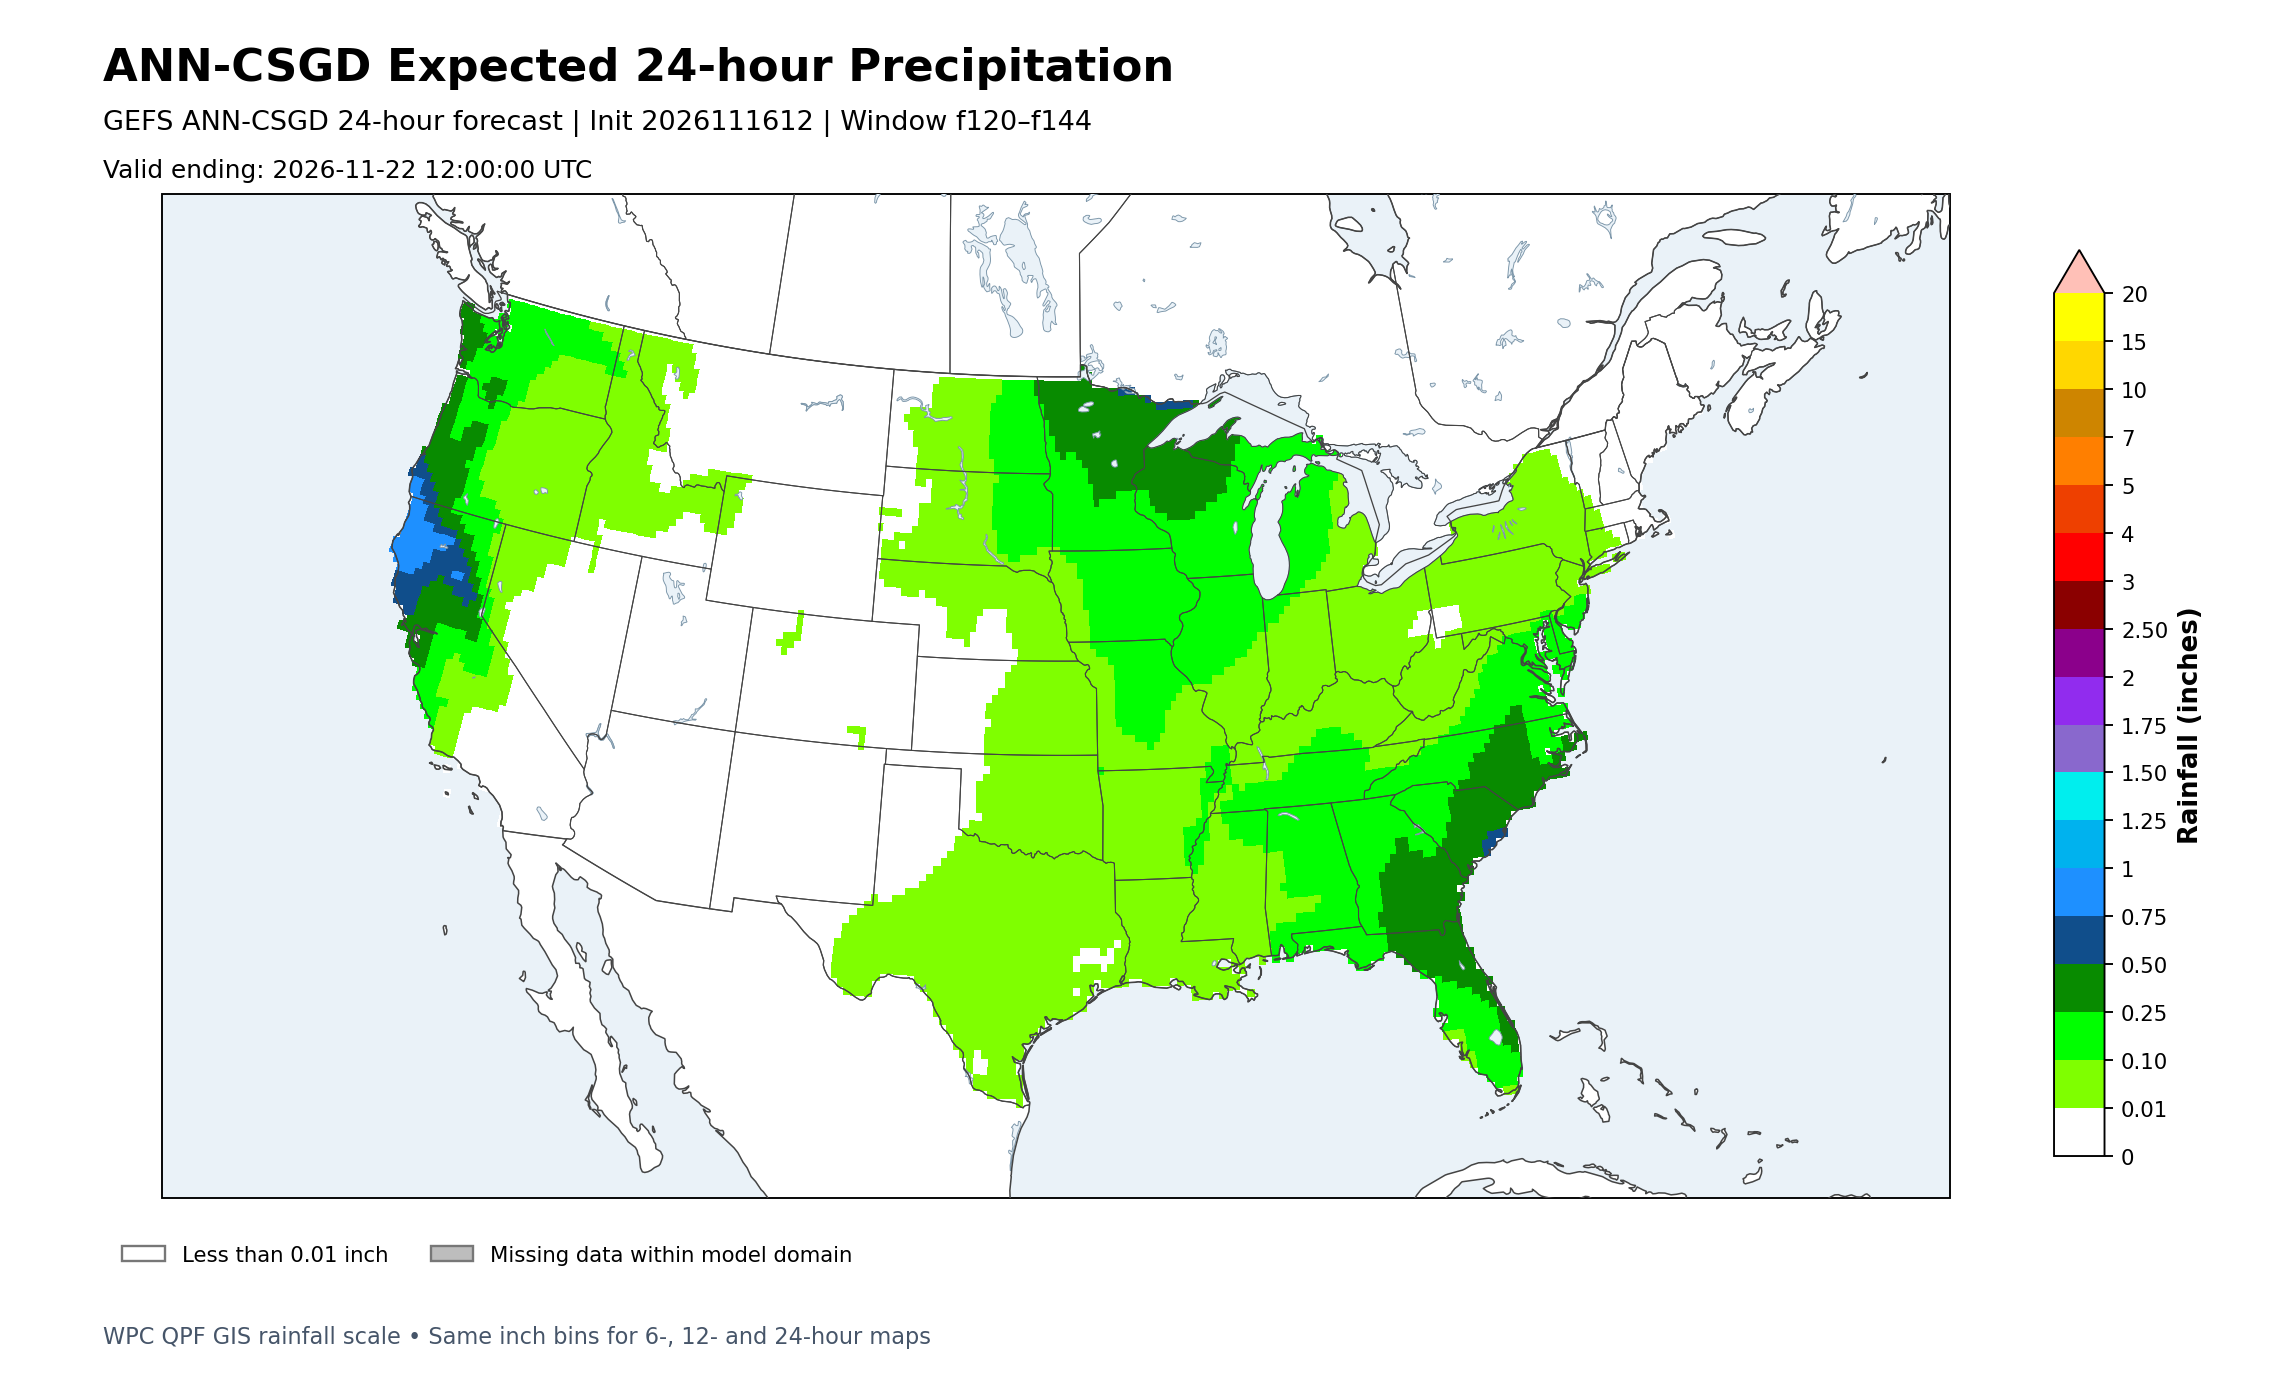 ANN-CSGD Expected 24-hour Precipitation
GEFS ANN-CSGD 24-hour forecast | Init 2026111612 | Window f120–f144
Valid ending: 2026-11-22 12:00:00 UTC
20
15
10
7
5
4
3
2.50
2
1.75
1.50
1.25
1
0.75
0.50
0.25
0.10
0.01
0
Rainfall (inches)
Less than 0.01 inch
Missing data within model domain
WPC QPF GIS rainfall scale • Same inch bins for 6-, 12- and 24-hour maps